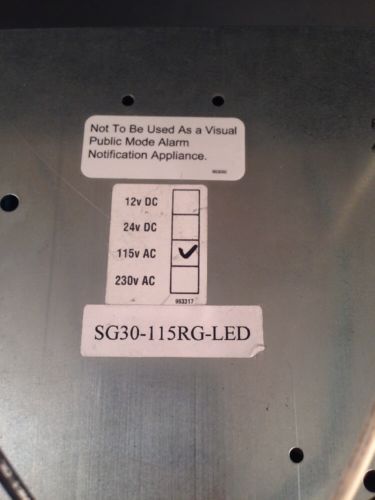 Not To Be Used As a Visual
Public Mode Alarm
Notification Appliance.
12v DC
24v DC
115v AC ✓
230v AC
993317
SG30-115RG-LED